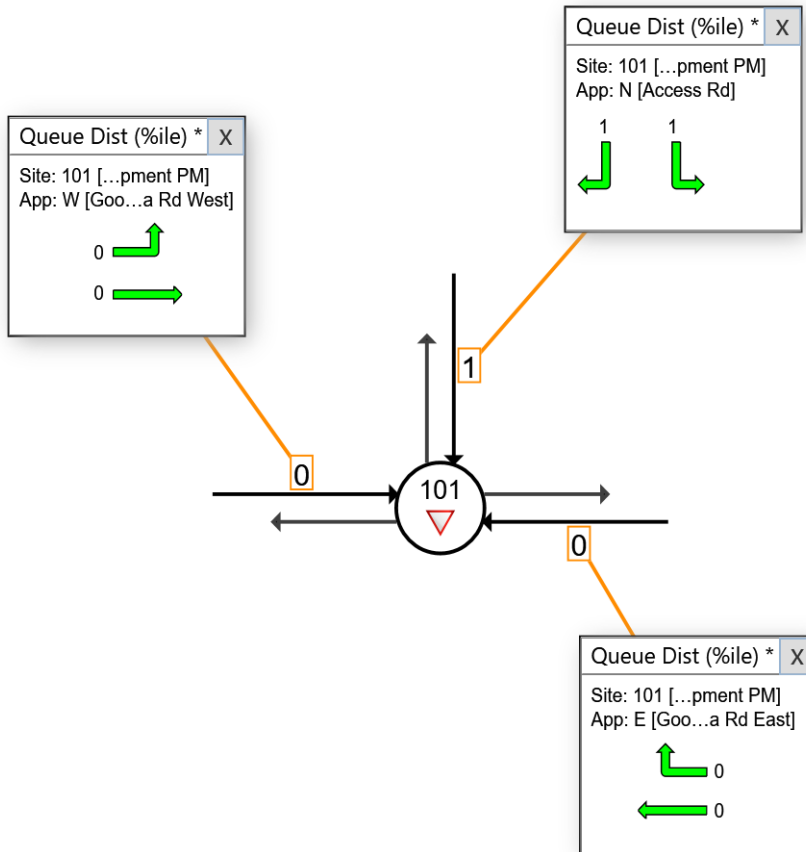 Queue Dist (%ile) * X
Site: 101 [...pment PM]
App: N [Access Rd]
1 1
Queue Dist (%ile) * X
Site: 101 [...pment PM]
App: W [Goo...a Rd West]
0
0
1
0
101
0
Queue Dist (%ile) * X
Site: 101 [...pment PM]
App: E [Goo...a Rd East]
0
0